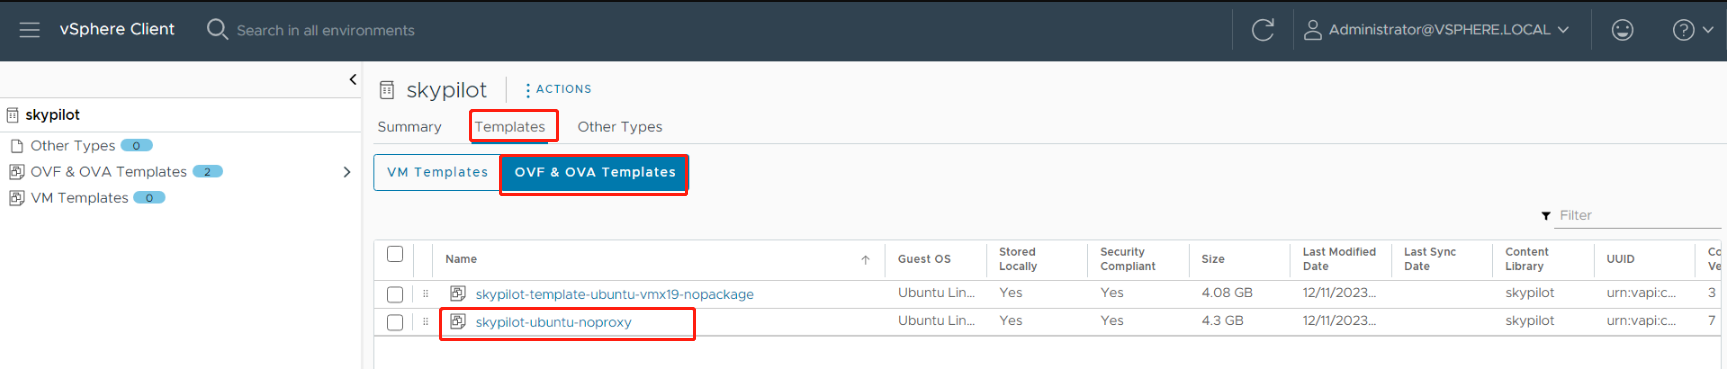 vSphere Client
Search in all environments
Administrator@VSPHERE.LOCAL
skypilot
Other Types 0
OVF & OVA Templates 2
VM Templates 0
skypilot
ACTIONS
Summary Templates Other Types
VM Templates OVF & OVA Templates
Filter
Name Guest OS Stored Locally Security Compliant Size Last Modified Date Last Sync Date Content Library UUID Co Ve
skypilot-template-ubuntu-vmx19-nopackage Ubuntu Lin... Yes Yes 4.08 GB 12/11/2023... skypilot urn:vapi:c... 3
skypilot-ubuntu-noproxy Ubuntu Lin... Yes Yes 4.3 GB 12/11/2023... skypilot urn:vapi:c... 7